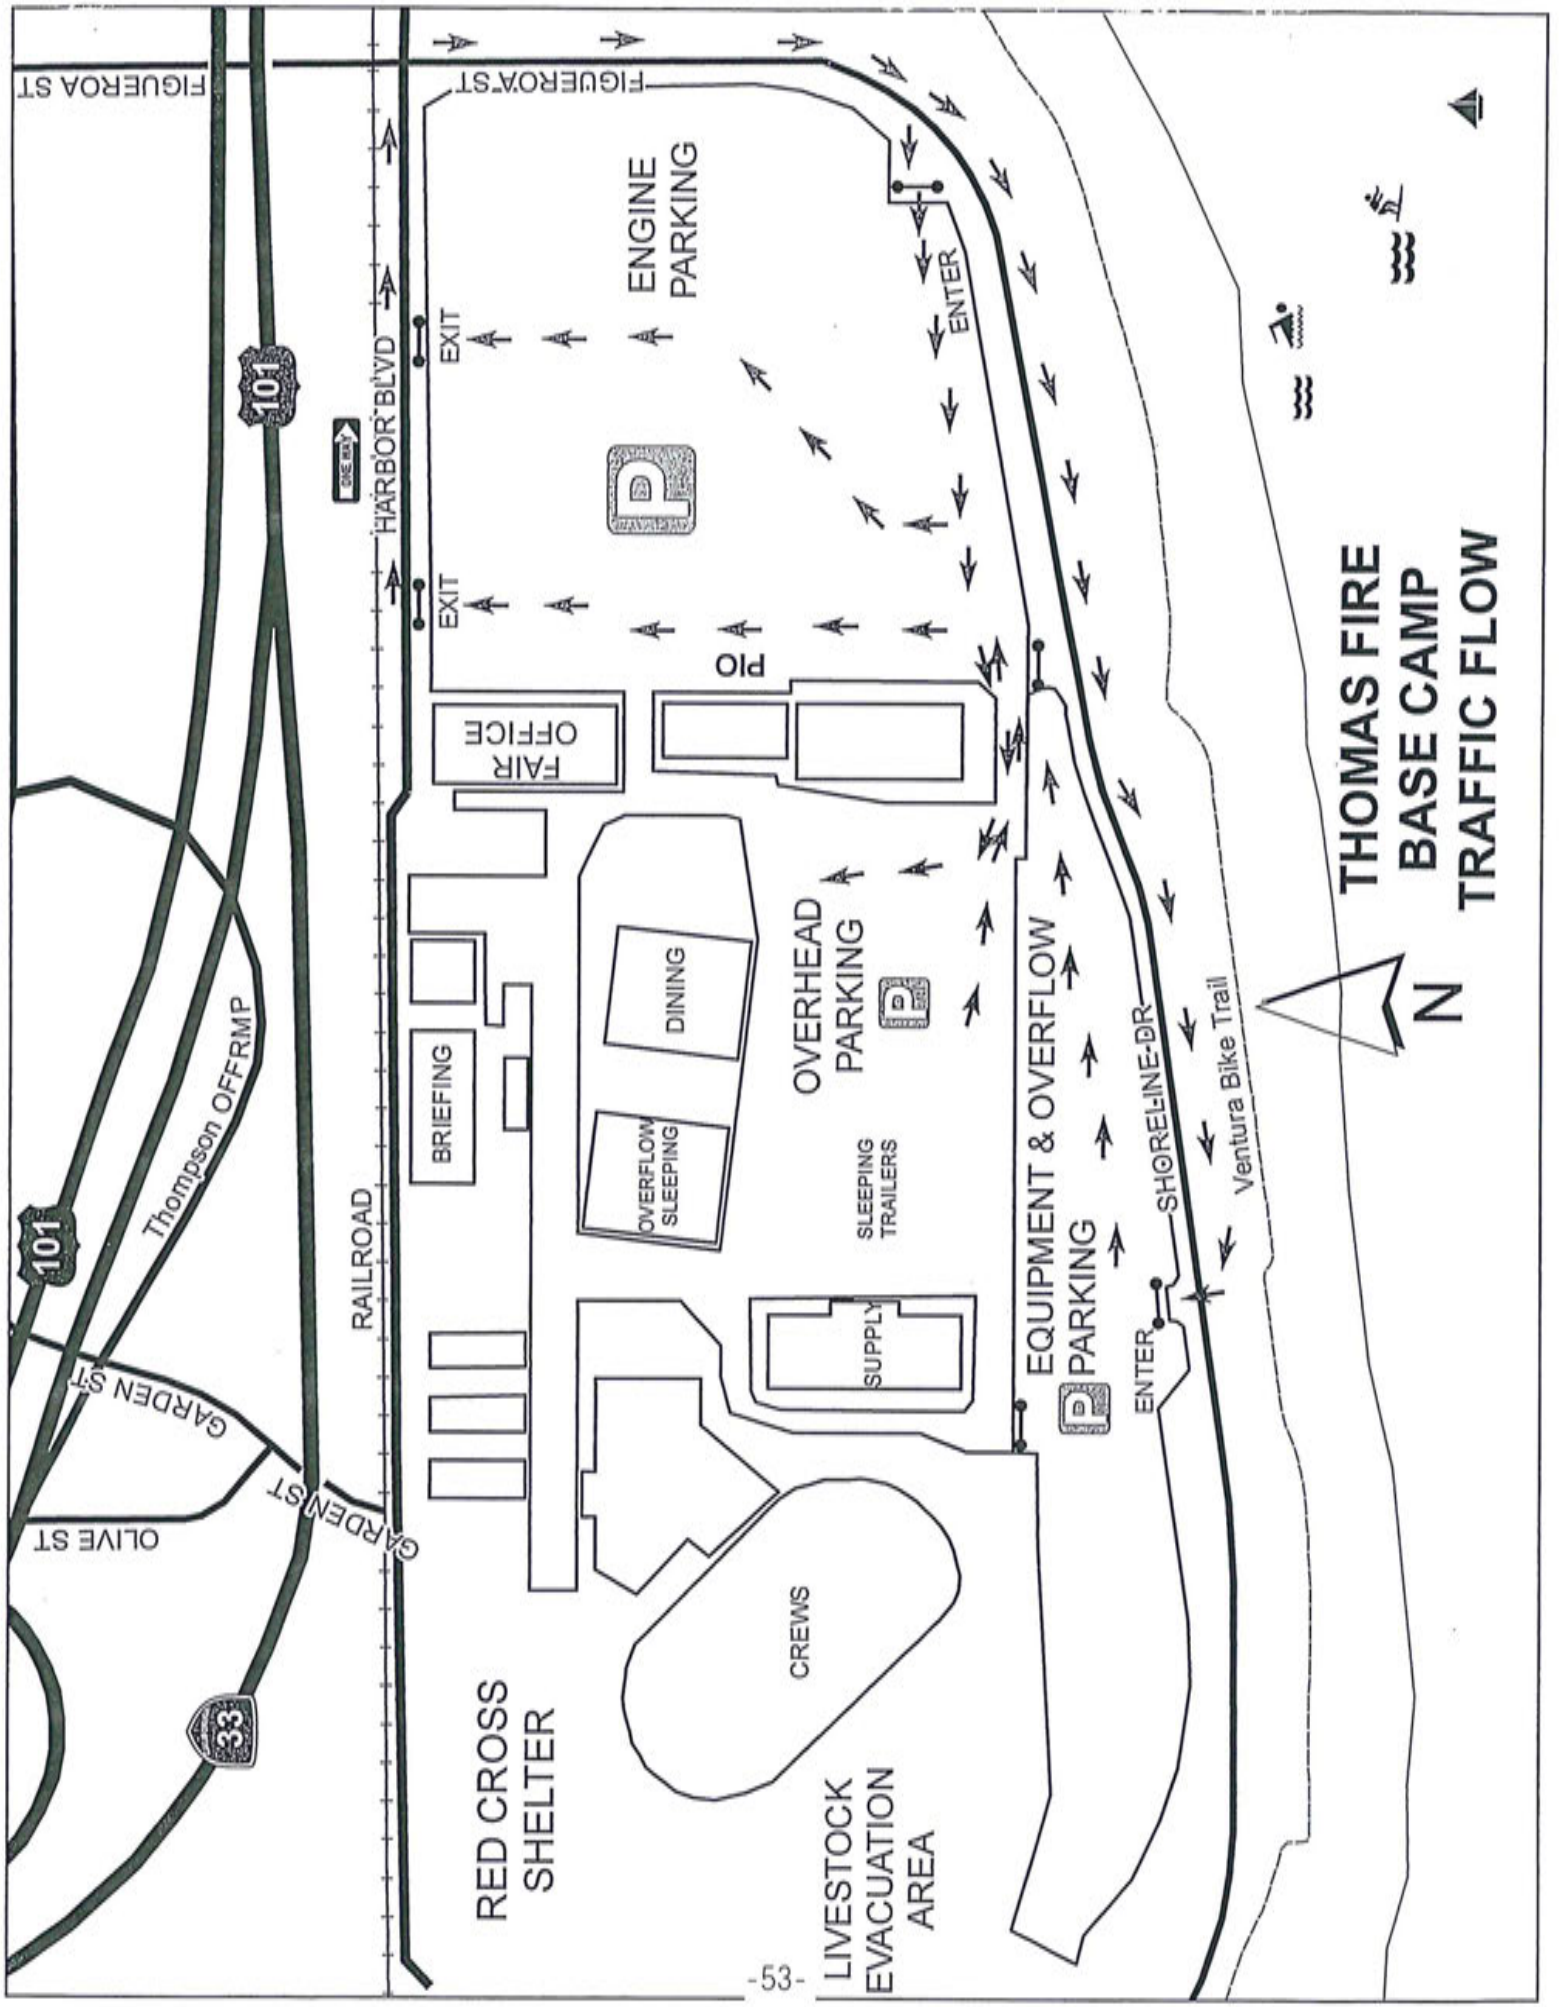 FIGUEROA ST
FIGUEROA ST
101
ONE WAY
HARBOR BLVD
EXIT
ENGINE
PARKING
ENTER
P
EXIT
PIO
FAIR
OFFICE
101
Thompson OFFRMP
RAILROAD
BRIEFING
DINING
OVERFLOW
SLEEPING
OVERHEAD
PARKING
P
SLEEPING
TRAILERS
EQUIPMENT & OVERFLOW
PARKING
P
ENTER
SHORELINE DR
Ventura Bike Trail
SUPPLY
GARDEN ST
GARDEN ST
OLIVE ST
33
RED CROSS
SHELTER
CREWS
LIVESTOCK
EVACUATION
AREA
N
THOMAS FIRE
BASE CAMP
TRAFFIC FLOW
-53-